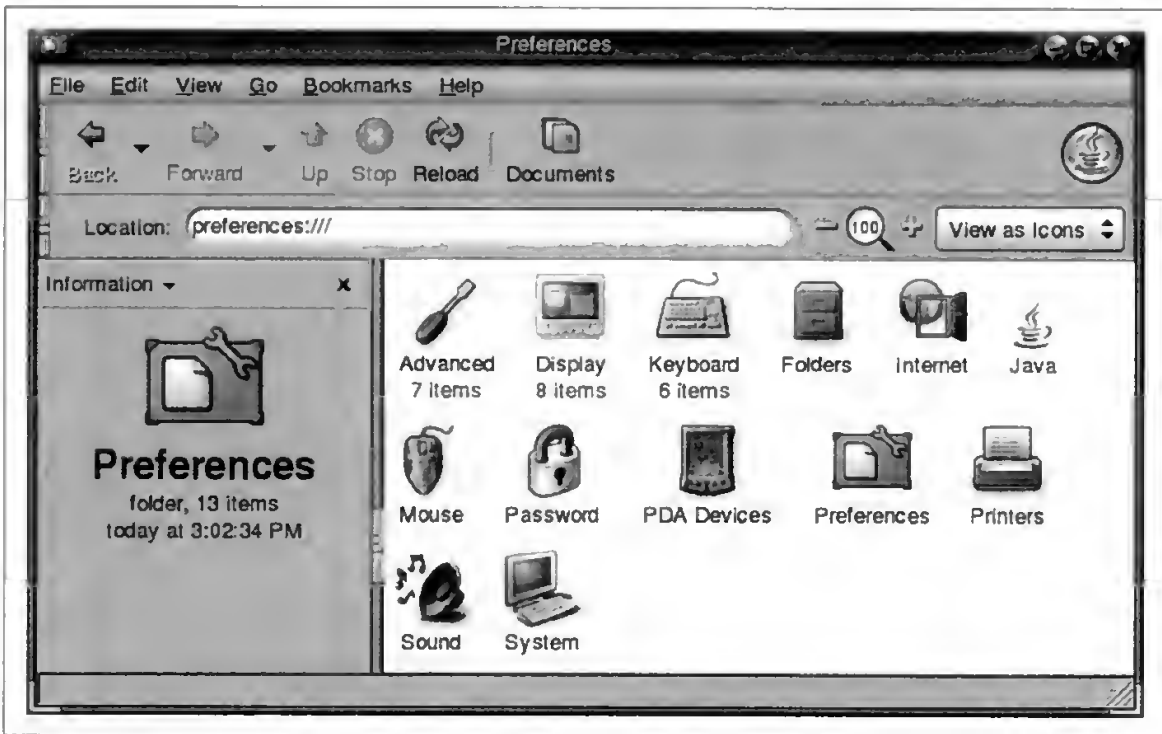 Preferences
File Edit View Go Bookmarks Help
Back Forward Up Stop Reload Documents
Location: preferences:/// 100 View as Icons
Information x
Preferences
folder, 13 items
today at 3:02:34 PM
Advanced Display Keyboard Folders Internet Java
7 items 8 items 6 items
Mouse Password PDA Devices Preferences Printers
Sound System